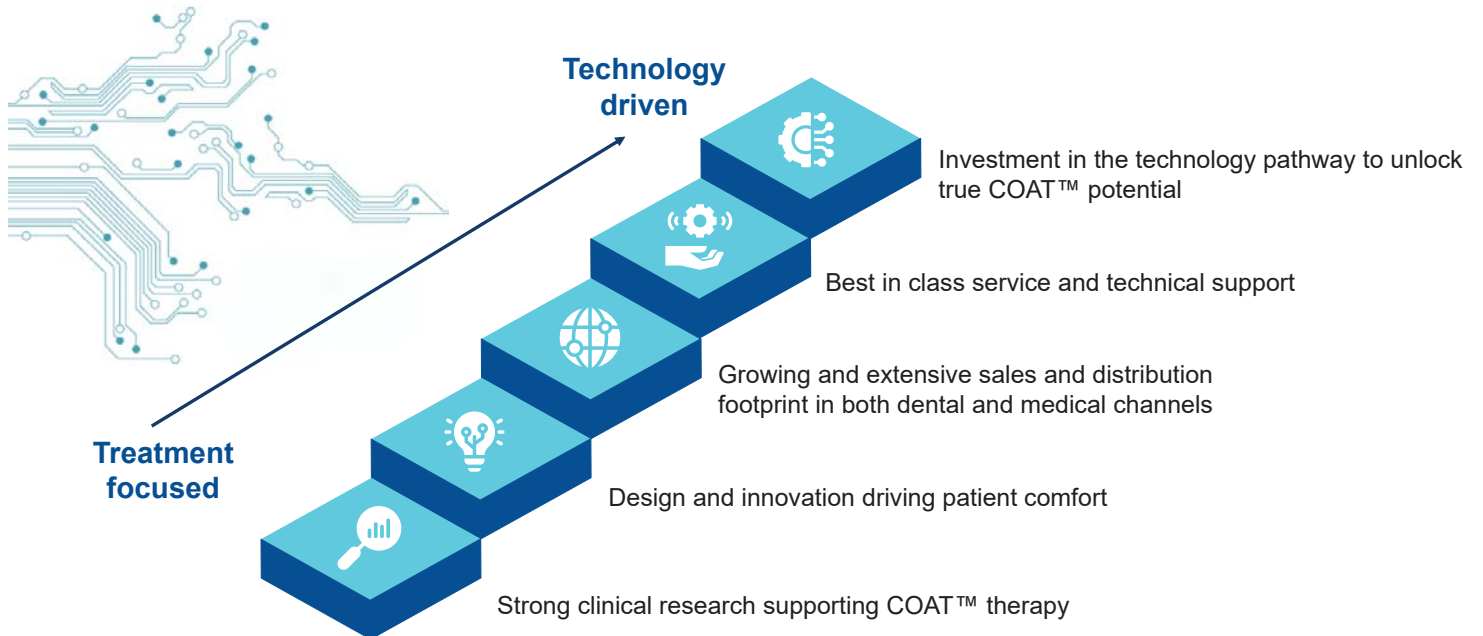 Technology
driven
Investment in the technology pathway to unlock
true COAT™ potential
Best in class service and technical support
Growing and extensive sales and distribution
footprint in both dental and medical channels
Treatment
focused
Design and innovation driving patient comfort
Strong clinical research supporting COAT™ therapy